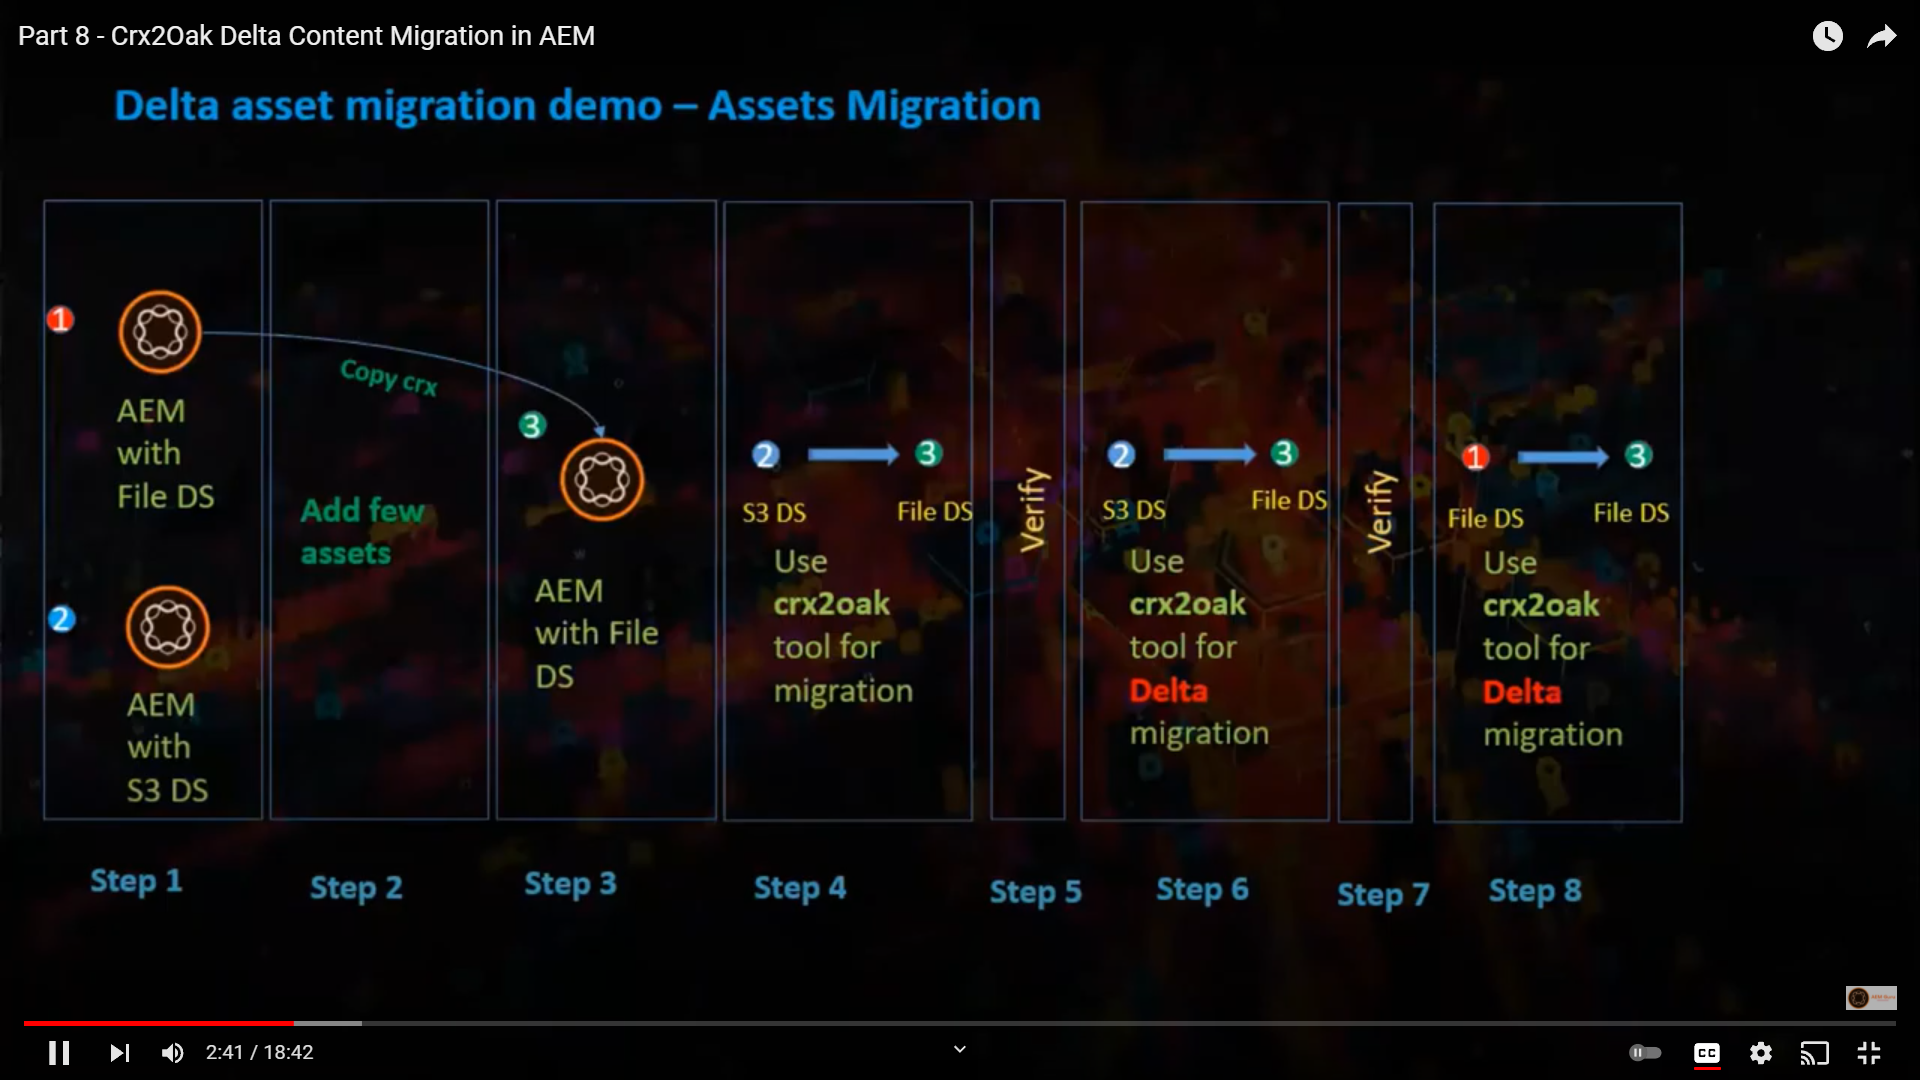 Part 8 - Crx2Oak Delta Content Migration in AEM
Delta asset migration demo – Assets Migration
1
AEM
with
File DS
2
AEM
with
S3 DS
Copy crx
Add few
assets
3
AEM
with File
DS
2
3
S3 DS
File DS
Use
crx2oak
tool for
migration
Verify
2
3
S3 DS
File DS
Use
crx2oak
tool for
Delta
migration
Verify
1
3
File DS
File DS
Use
crx2oak
tool for
Delta
migration
Step 1
Step 2
Step 3
Step 4
Step 5
Step 6
Step 7
Step 8
2:41 / 18:42
CC